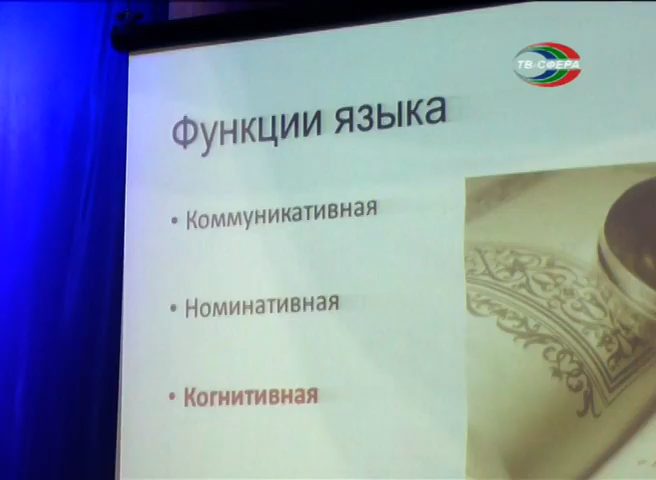 ТВ-СФЕРА
Функции языка
• Коммуникативная
• Номинативная
• Когнитивная